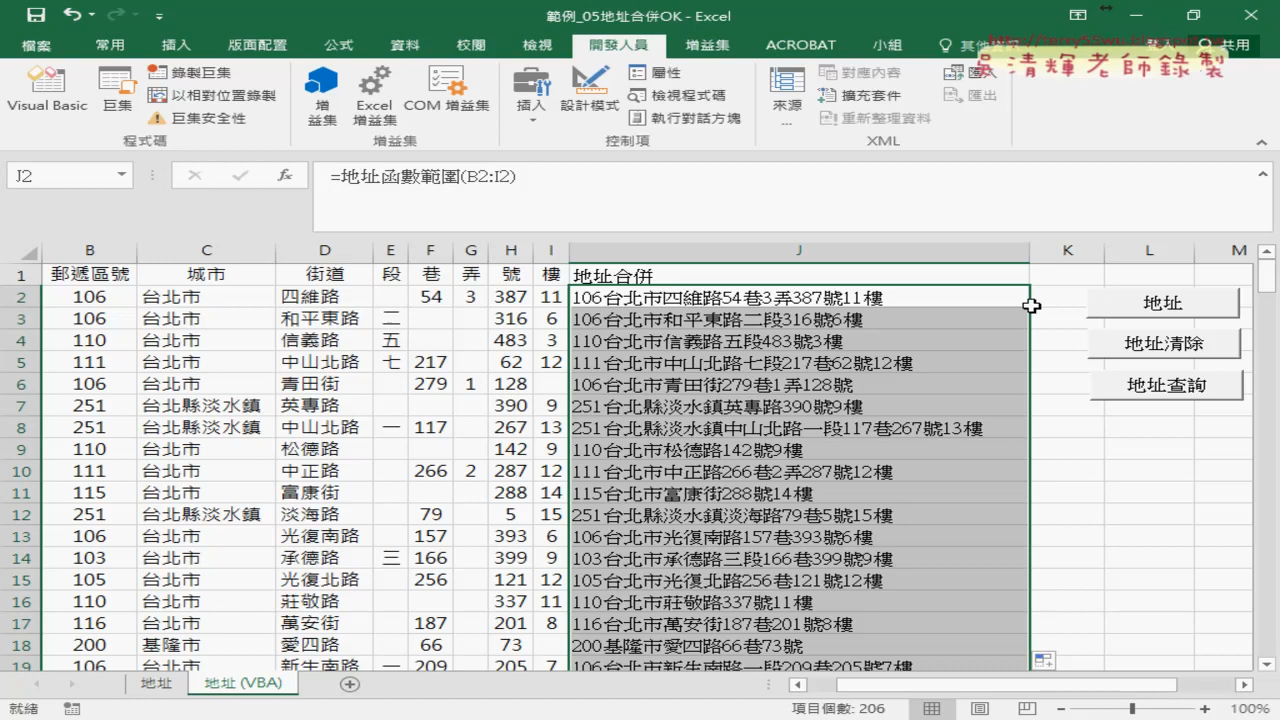 範例_05地址合併OK - Excel
檔案 常用 插入 版面配置 公式 資料 校閱 檢視 開發人員 增益集 ACROBAT 小組 共用
吳清輝老師錄製
Visual Basic 巨集 錄製巨集 以相對位置錄製 巨集安全性 程式碼
增益集 Excel 增益集 COM 增益集 增益集
插入 設計模式 屬性 檢視程式碼 執行對話方塊 控制項
來源... 對應內容 擴充套件 重新整理資料 匯出 XML
J2 fx =地址函數範圍(B2:I2)
B C D E F G H I J K L M
1 郵遞區號 城市 街道 段 巷 弄 號 樓 地址合併
2 106 台北市 四維路 54 3 387 11 106台北市四維路54巷3弄387號11樓
3 106 台北市 和平東路 二 316 6 106台北市和平東路二段316號6樓
4 110 台北市 信義路 五 483 3 110台北市信義路五段483號3樓
5 111 台北市 中山北路 七 217 62 12 111台北市中山北路七段217巷62號12樓
6 106 台北市 青田街 279 1 128 106台北市青田街279巷1弄128號
7 251 台北縣淡水鎮 英專路 390 9 251台北縣淡水鎮英專路390號9樓
8 251 台北縣淡水鎮 中山北路 一 117 267 13 251台北縣淡水鎮中山北路一段117巷267號13樓
9 110 台北市 松德路 142 9 110台北市松德路142號9樓
10 111 台北市 中正路 266 2 287 12 111台北市中正路266巷2弄287號12樓
11 115 台北市 富康街 288 14 115台北市富康街288號14樓
12 251 台北縣淡水鎮 淡海路 79 5 15 251台北縣淡水鎮淡海路79巷5號15樓
13 106 台北市 光復南路 157 393 6 106台北市光復南路157巷393號6樓
14 103 台北市 承德路 三 166 399 9 103台北市承德路三段166巷399號9樓
15 105 台北市 光復北路 256 121 12 105台北市光復北路256巷121號12樓
16 110 台北市 莊敬路 337 11 110台北市莊敬路337號11樓
17 116 台北市 萬安街 187 201 8 116台北市萬安街187巷201號8樓
18 200 基隆市 愛四路 66 73 200基隆市愛四路66巷73號
19 106 台北市 新生南路 一 209 205 7 106台北市新生南路一段209巷205號7樓
地址
地址清除
地址查詢
地址 地址 (VBA)
就緒 項目個數: 206 100%